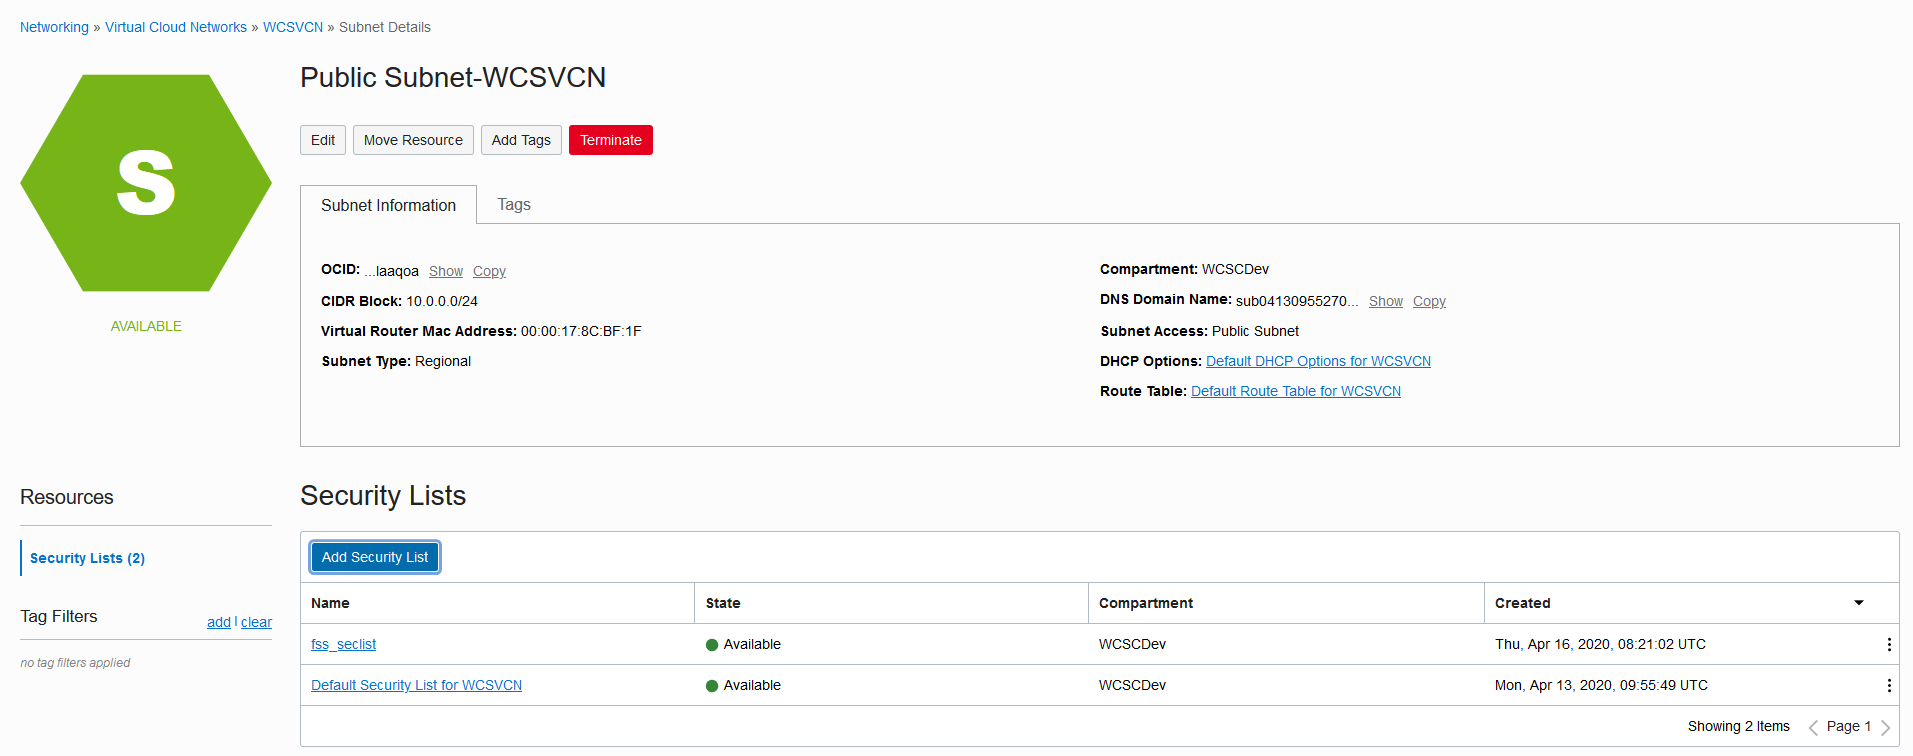 Networking » Virtual Cloud Networks » WCSVCN » Subnet Details
S
AVAILABLE
Public Subnet-WCSVCN
Edit Move Resource Add Tags Terminate
Subnet Information Tags
OCID: ...laaqoa Show Copy
CIDR Block: 10.0.0.0/24
Virtual Router Mac Address: 00:00:17:8C:BF:1F
Subnet Type: Regional
Compartment: WCSCDev
DNS Domain Name: sub04130955270... Show Copy
Subnet Access: Public Subnet
DHCP Options: Default DHCP Options for WCSVCN
Route Table: Default Route Table for WCSVCN
Resources
Security Lists (2)
Tag Filters add | clear
no tag filters applied
Security Lists
Add Security List
Name State Compartment Created
fss_seclist Available WCSCDev Thu, Apr 16, 2020, 08:21:02 UTC
Default Security List for WCSVCN Available WCSCDev Mon, Apr 13, 2020, 09:55:49 UTC
Showing 2 Items Page 1